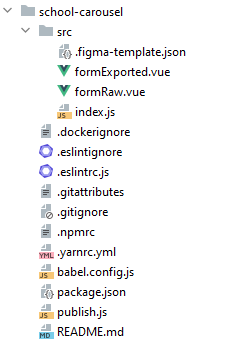 school-carousel
src
.figma-template.json
formExported.vue
formRaw.vue
index.js
.dockerignore
.eslintignore
.eslintrc.js
.gitattributes
.gitignore
.npmrc
.yarnrc.yml
babel.config.js
package.json
publish.js
README.md